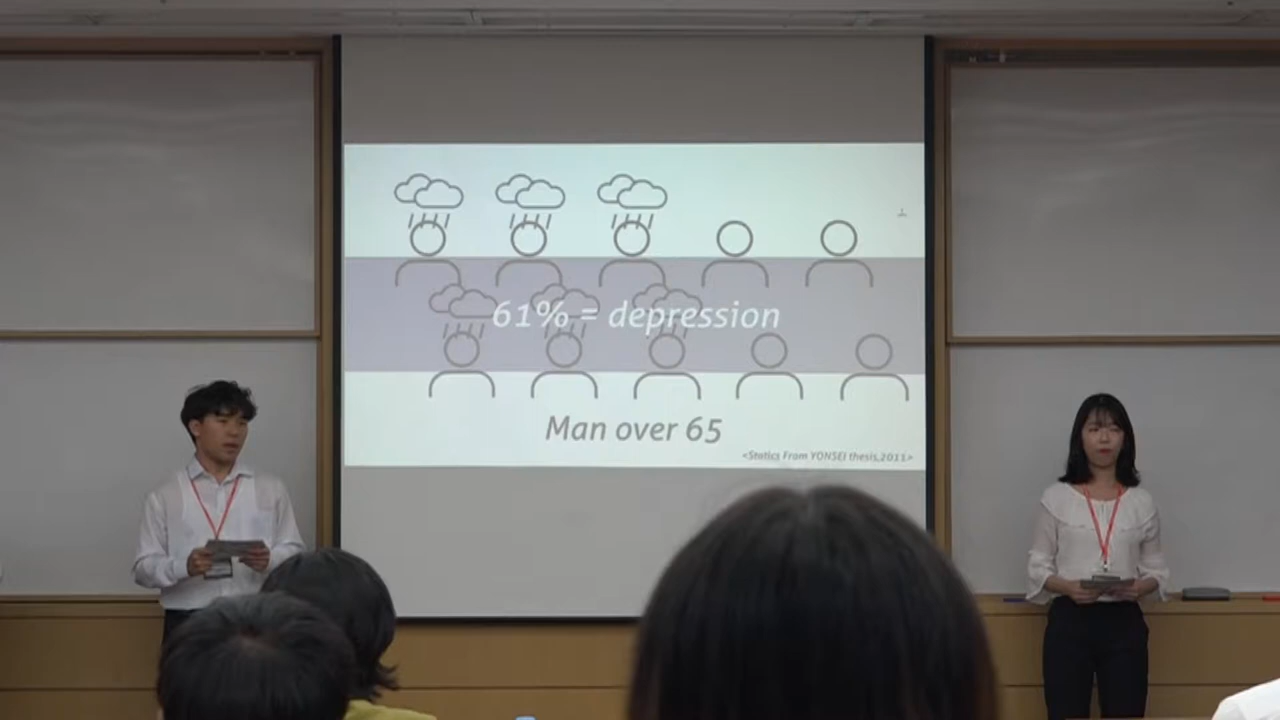 61% = depression
Man over 65
<Statics From YONSEI thesis,2011>